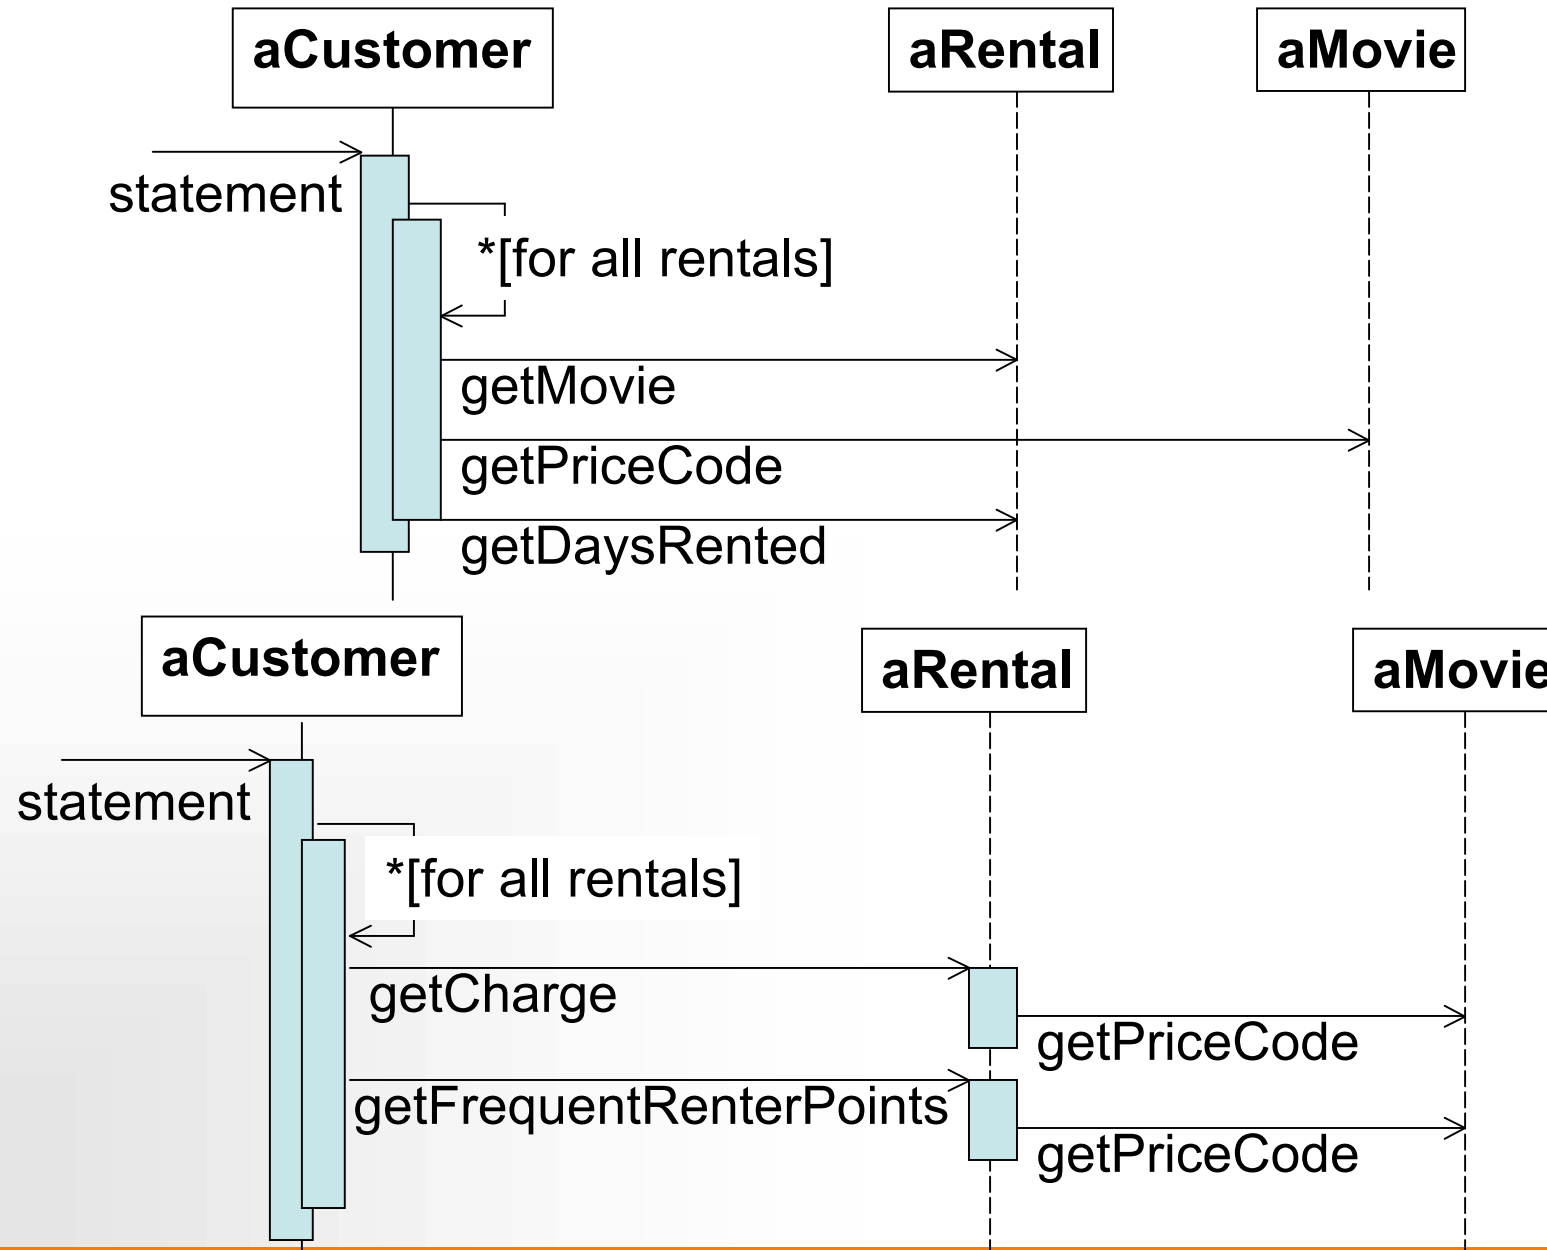 aCustomer
aRental
aMovie
statement
*[for all rentals]
getMovie
getPriceCode
getDaysRented
aCustomer
aRental
aMovie
statement
*[for all rentals]
getCharge
getPriceCode
getFrequentRenterPoints
getPriceCode